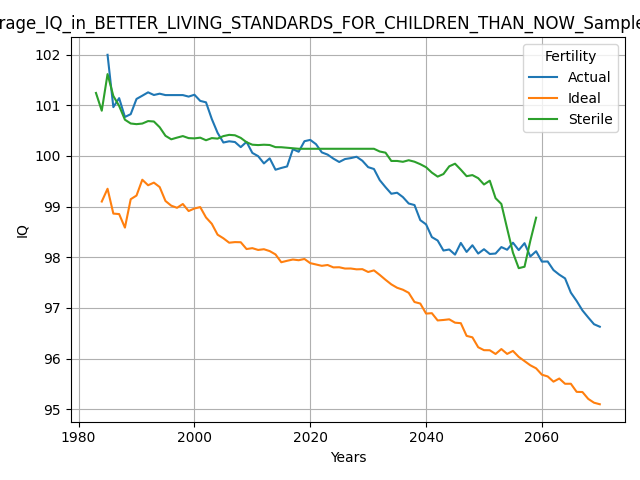 rage_IQ_in_BETTER_LIVING_STANDARDS_FOR_CHILDREN_THAN_NOW_Sample
Fertility
Actual
Ideal
Sterile
102
101
100
99
98
97
96
95
IQ
1980
2000
2020
2040
2060
Years